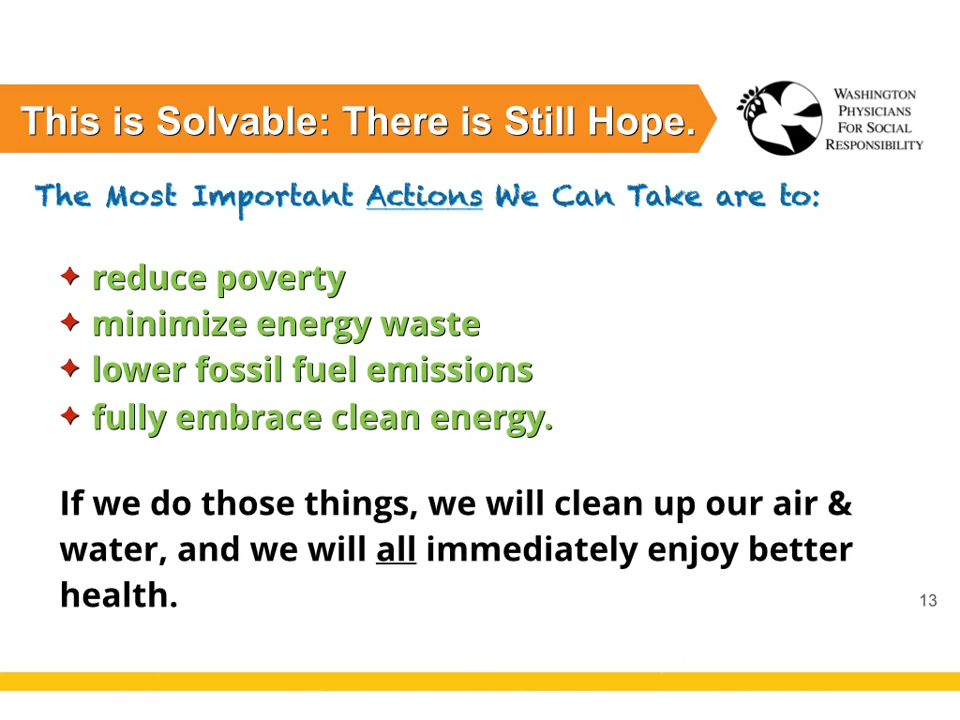 This is Solvable: There is Still Hope.
WASHINGTON
PHYSICIANS
FOR SOCIAL
RESPONSIBILITY
The Most Important Actions We Can Take are to:
reduce poverty
minimize energy waste
lower fossil fuel emissions
fully embrace clean energy.
If we do those things, we will clean up our air &
water, and we will all immediately enjoy better
health.
13